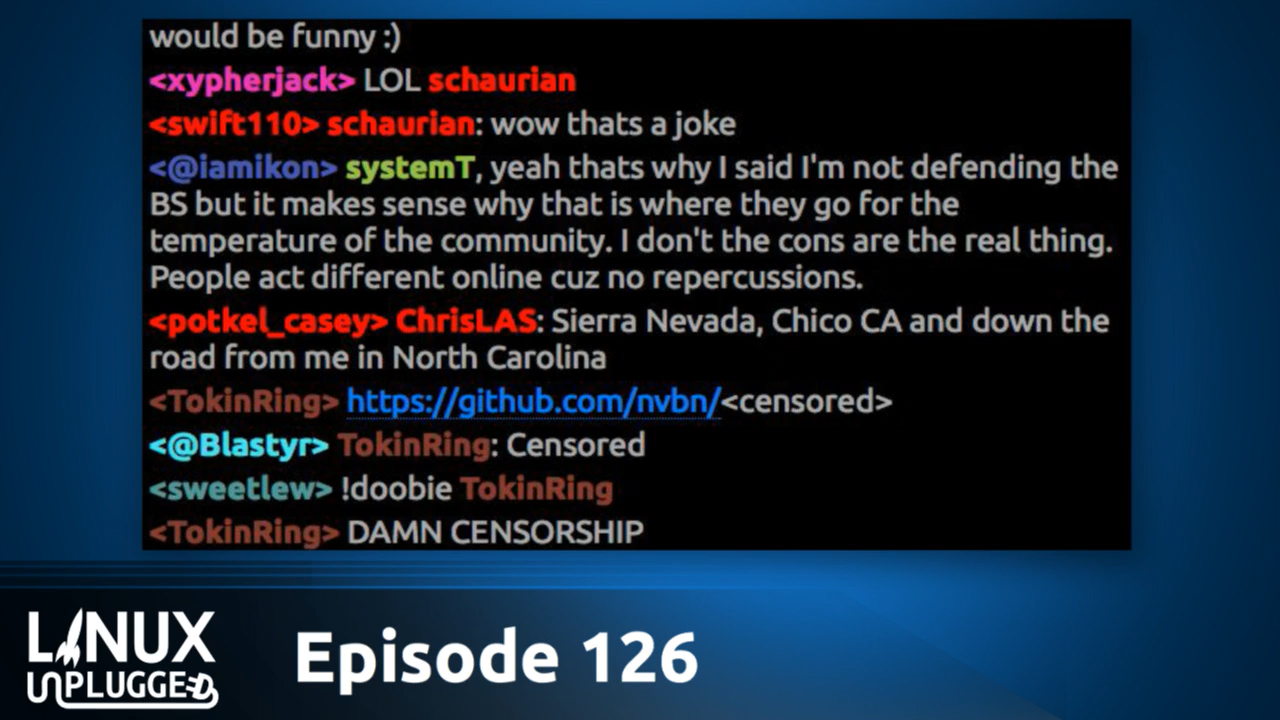 would be funny :)
<xypherjack> LOL schaurian
<swift110> schaurian: wow thats a joke
<@iamikon> systemT, yeah thats why I said I'm not defending the
BS but it makes sense why that is where they go for the
temperature of the community. I don't the cons are the real thing.
People act different online cuz no repercussions.
<potkel_casey> ChrisLAS: Sierra Nevada, Chico CA and down the
road from me in North Carolina
<TokinRing> https://github.com/nvbn/<censored>
<@Blastyr> TokinRing: Censored
<sweetlew> !doobie TokinRing
<TokinRing> DAMN CENSORSHIP
LINUX
UNPLUGGED
Episode 126